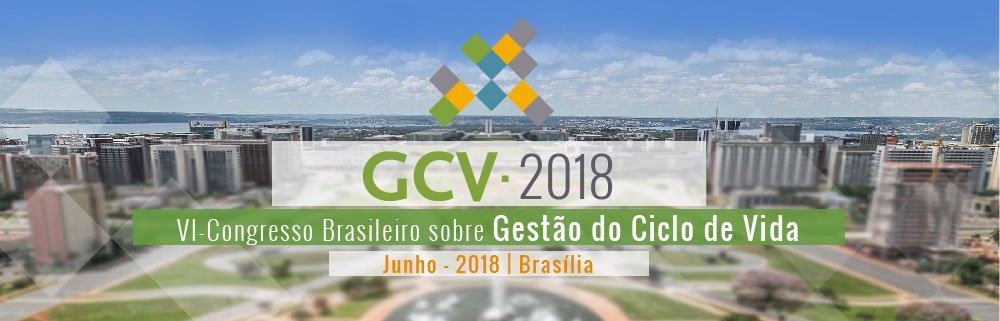 GCV·2018
VI-Congresso Brasileiro sobre Gestão do Ciclo de Vida
Junho - 2018 | Brasília